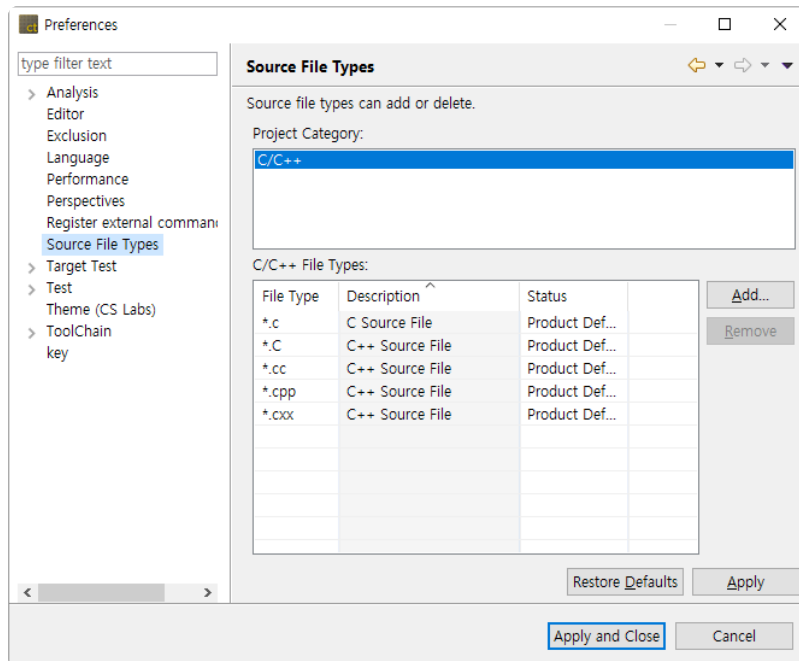 ct Preferences
type filter text
Analysis
Editor
Exclusion
Language
Performance
Perspectives
Register external comman
Source File Types
Target Test
Test
Theme (CS Labs)
ToolChain
key
Source File Types
Source file types can add or delete.
Project Category:
C/C++
C/C++ File Types:
File Type Description Status
*.c C Source File Product Def...
*.C C++ Source File Product Def...
*.cc C++ Source File Product Def...
*.cpp C++ Source File Product Def...
*.cxx C++ Source File Product Def...
Add...
Remove
Restore Defaults Apply
Apply and Close Cancel